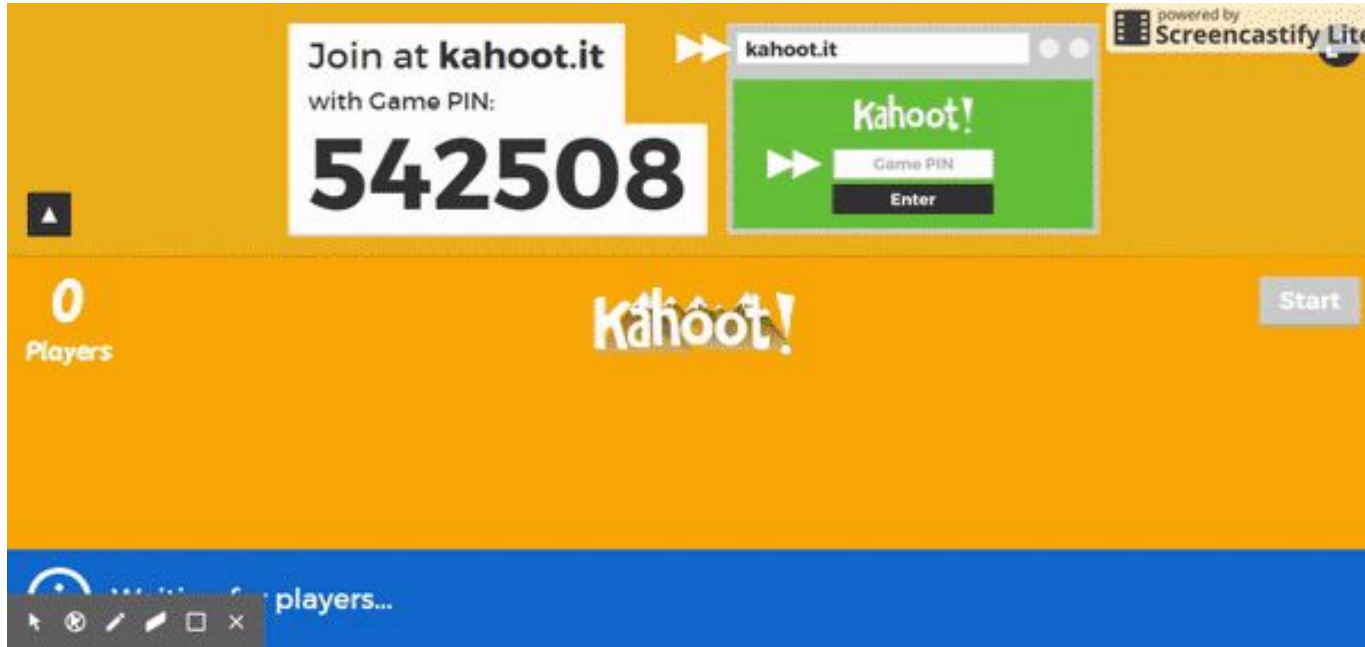 Join at kahoot.it
with Game PIN:
542508
kahoot.it
Kahoot!
Game PIN
Enter
powered by
Screencastify Lite
0
Players
Kahoot!
Start
players...